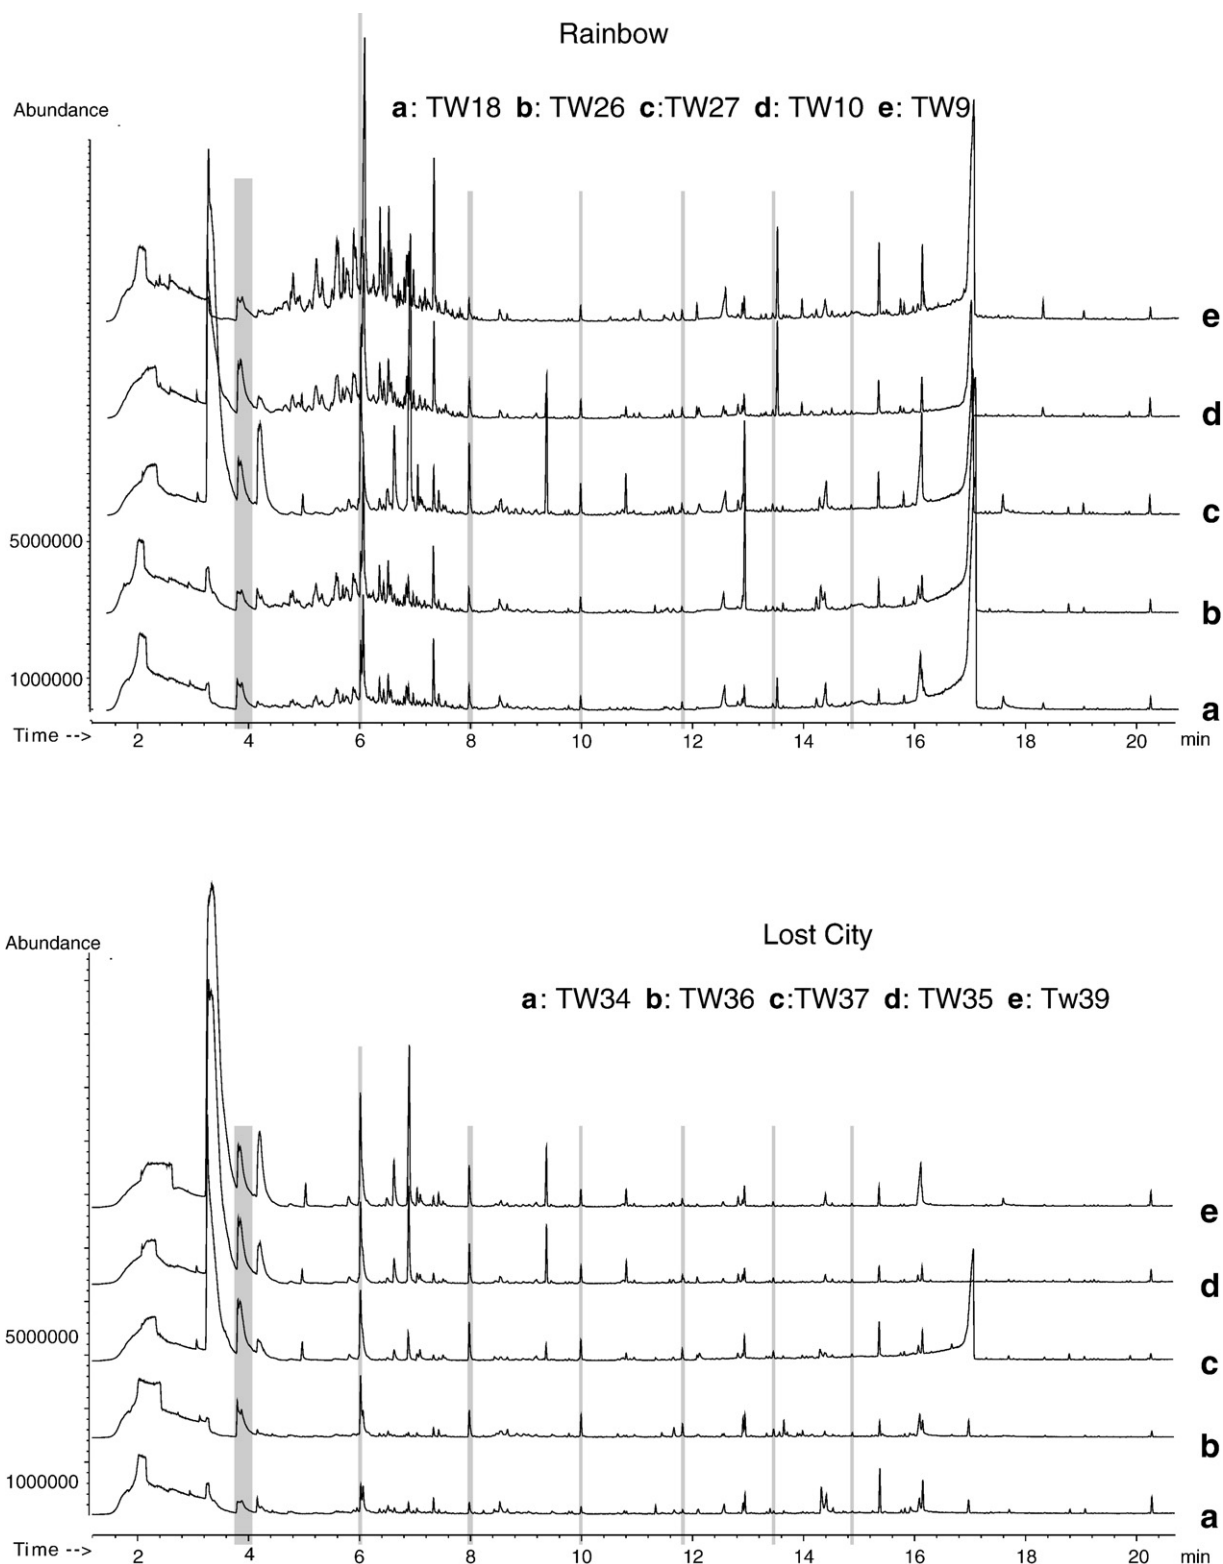 Rainbow
a: TW18 b: TW26 c:TW27 d: TW10 e: TW9
Abundance
e
d
c
5000000
b
1000000
a
Time --> 2 4 6 8 10 12 14 16 18 20 min
Lost City
Abundance
a: TW34 b: TW36 c:TW37 d: TW35 e: Tw39
e
d
5000000
c
b
1000000
a
Time --> 2 4 6 8 10 12 14 16 18 20 min